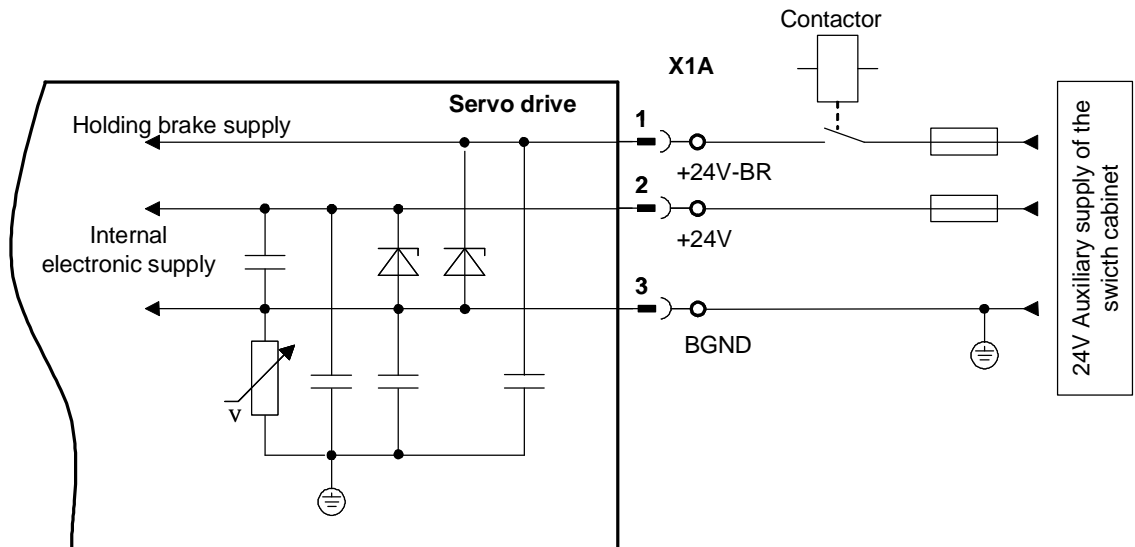 Contactor
X1A
Servo drive
Holding brake supply
1
+24V-BR
2
+24V
Internal
electronic supply
3
BGND
V
24V Auxiliary supply of the
swicth cabinet